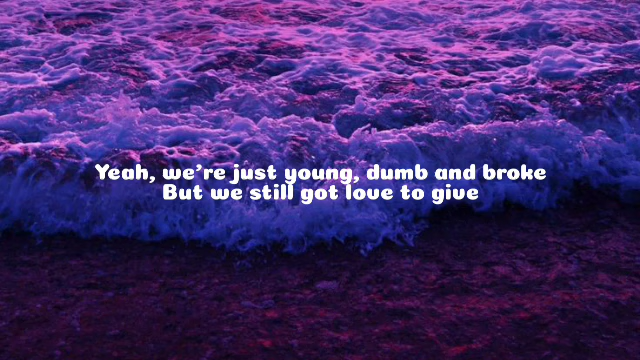 Yeah, we're just young, dumb and broke
But we still got love to give